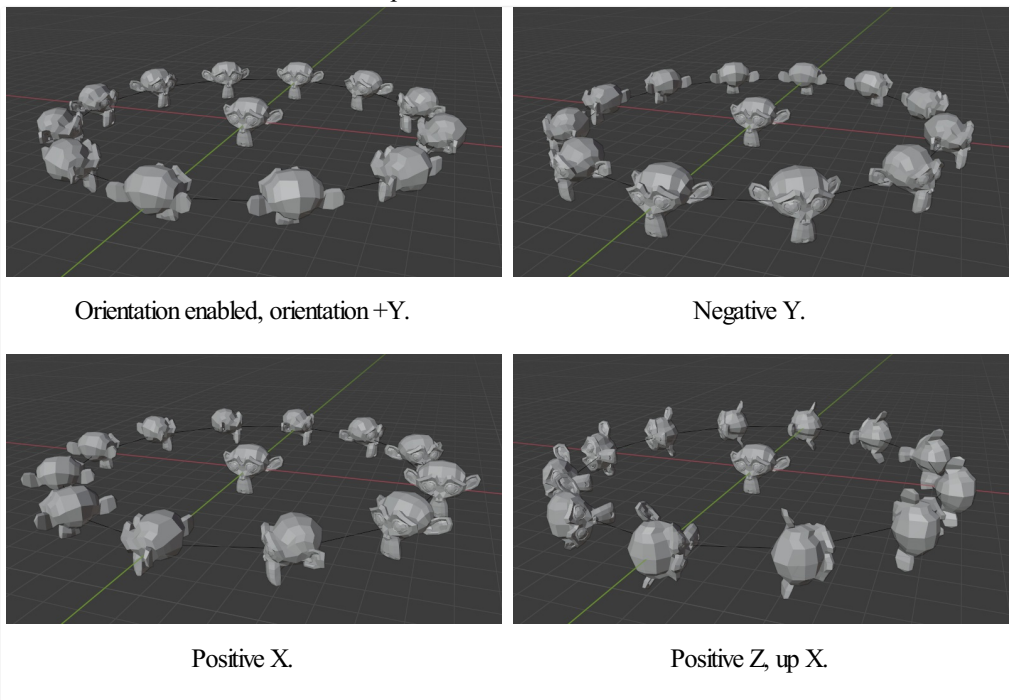 Orientation enabled, orientation +Y.
Negative Y.
Positive X.
Positive Z, up X.